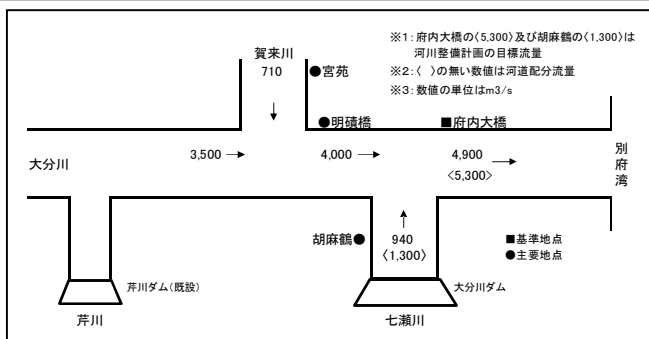 ※1：府内大橋の〈5,300〉及び胡麻鶴の〈1,300〉は
河川整備計画の目標流量
※2：〈　〉の無い数値は河道配分流量
※3：数値の単位はm3/s
賀来川
710
●宮苑
●明磧橋
■府内大橋
大分川
3,500
4,000
4,900
<5,300>
別府湾
胡麻鶴●
940
〈1,300〉
■基準地点
●主要地点
芹川ダム（既設）
大分川ダム
芹川
七瀬川